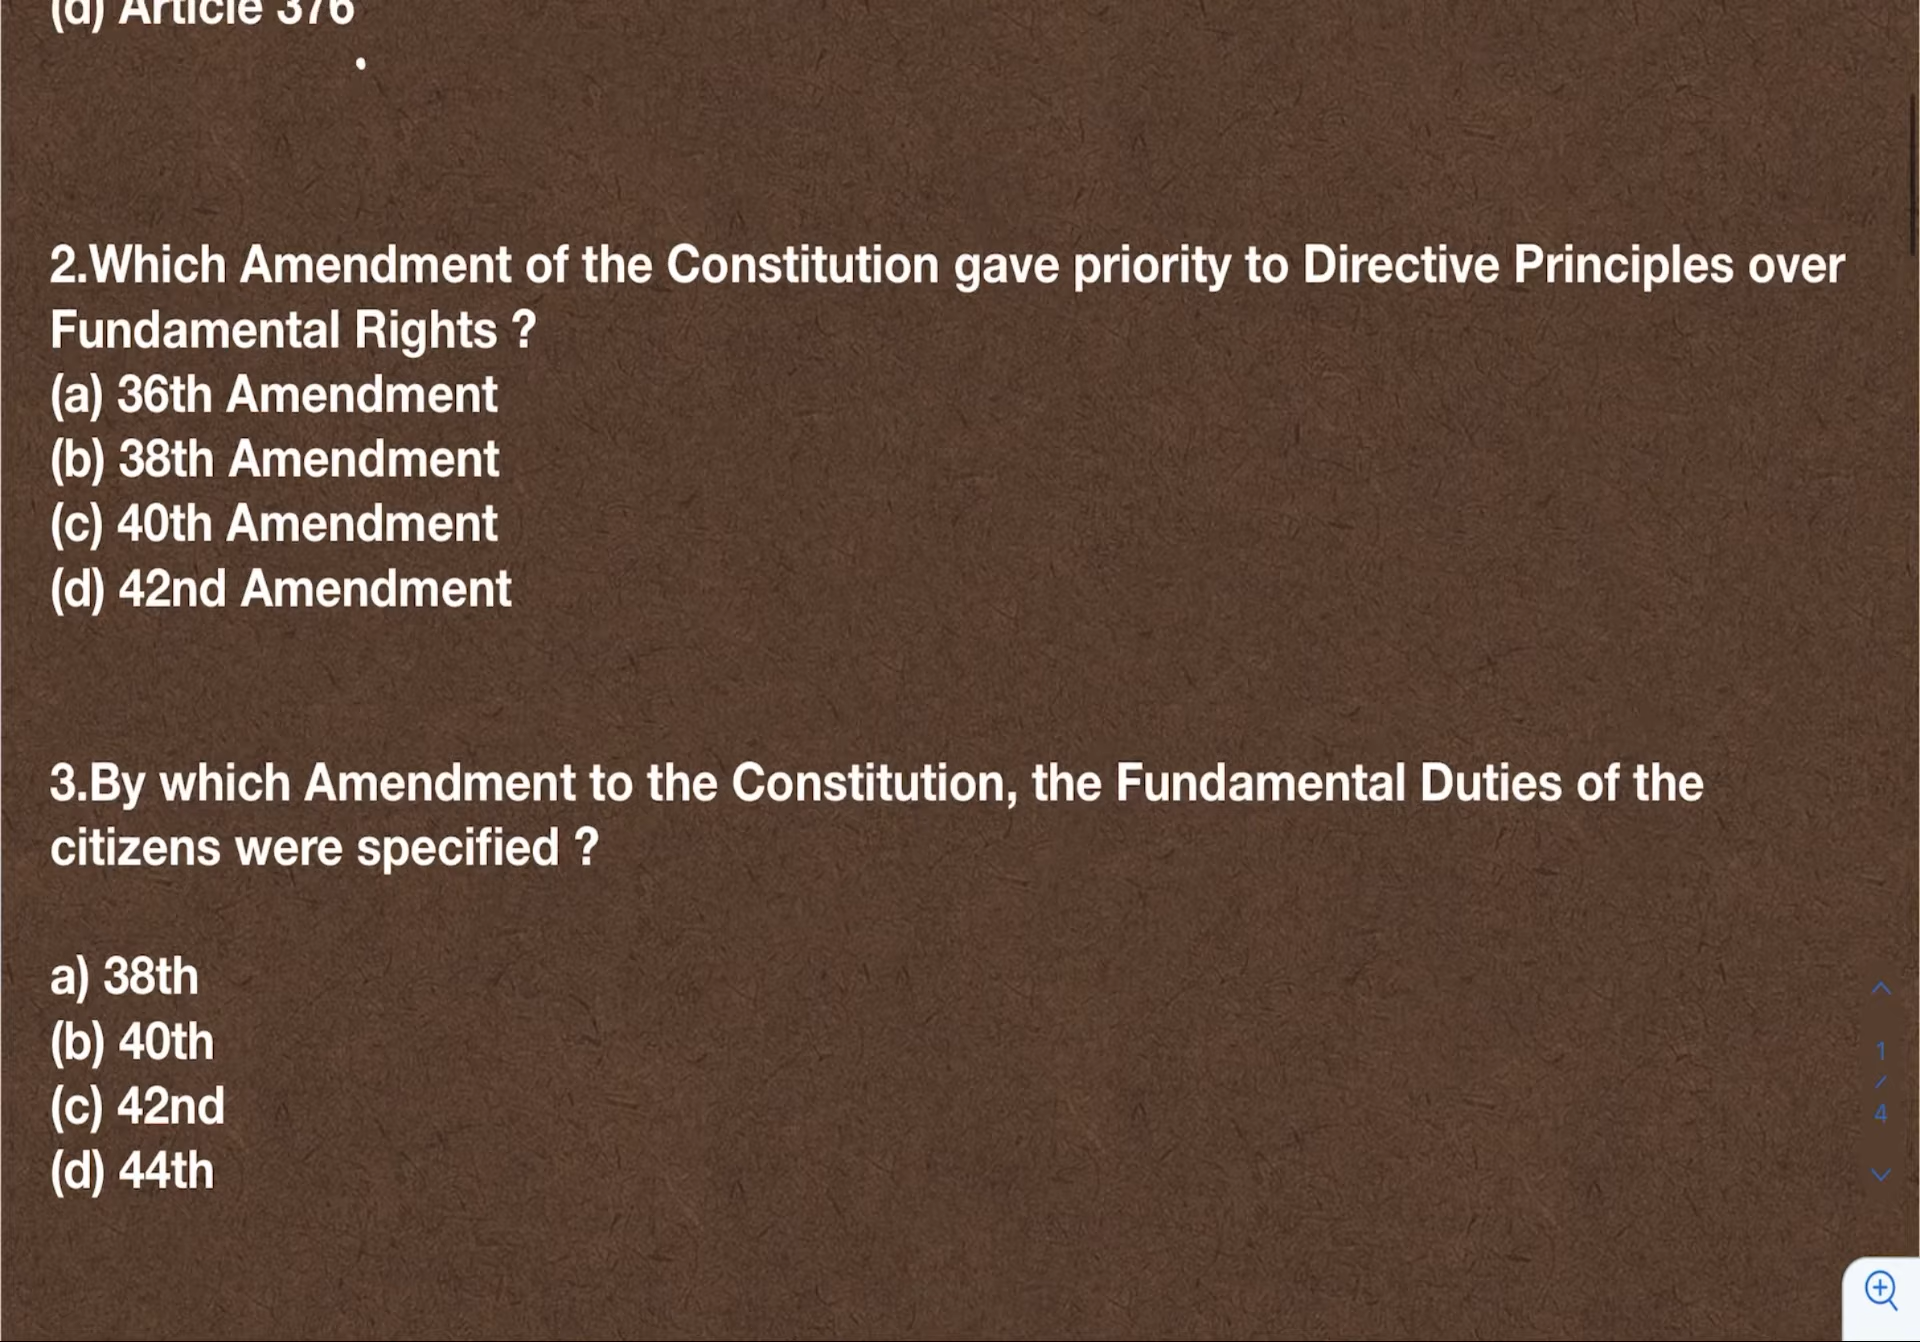 (d) Article 376
2.Which Amendment of the Constitution gave priority to Directive Principles over
Fundamental Rights ?
(a) 36th Amendment
(b) 38th Amendment
(c) 40th Amendment
(d) 42nd Amendment
3.By which Amendment to the Constitution, the Fundamental Duties of the
citizens were specified ?
a) 38th
(b) 40th
(c) 42nd
(d) 44th
1
/
4